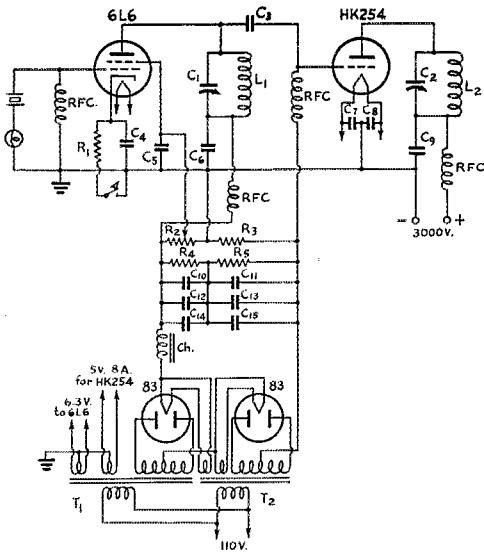 6L6
HK254
C3
C1
L1
C2
L2
RFC.
RFC
C7
C8
R1
C4
C5
C6
C9
RFC
RFC
R2
R3
- +
3000V.
R4
R5
C10
C11
C12
C13
C14
C15
Ch.
5V. 8A.
for HK254
6.3V.
to 6L6
83
83
T1
T2
110V.